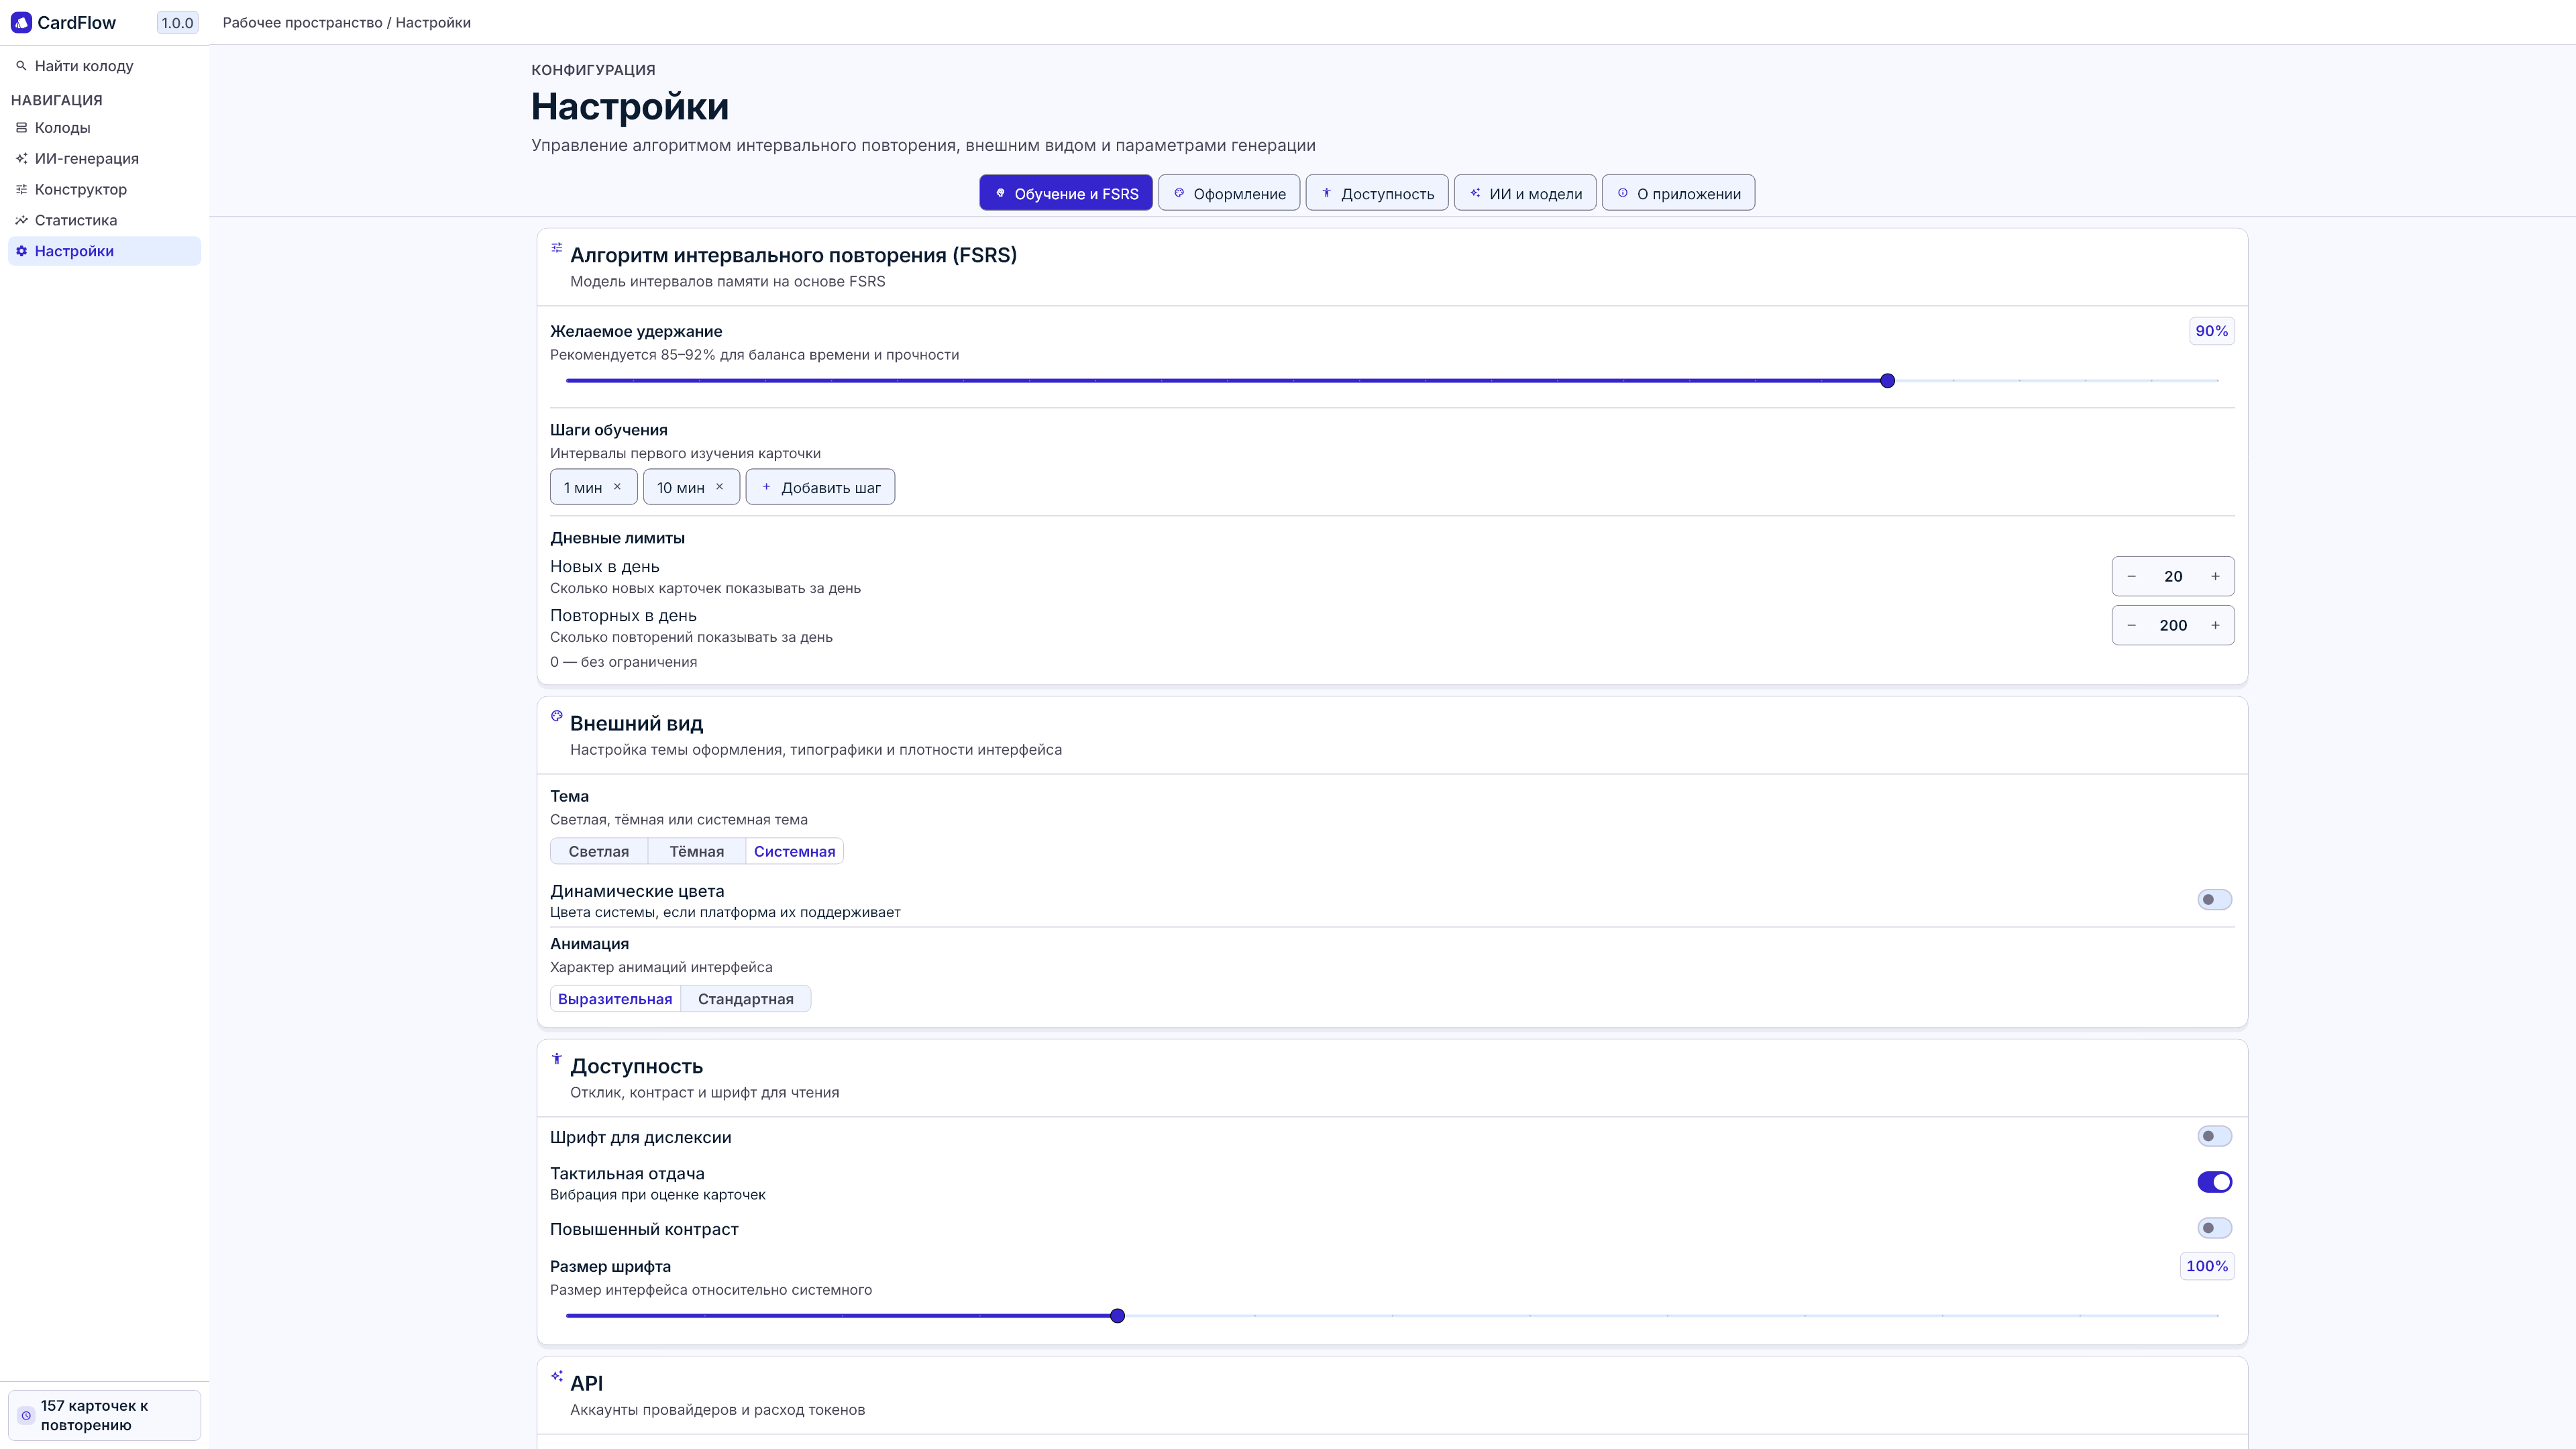 CardFlow
1.0.0
Найти колоду
НАВИГАЦИЯ
Колоды
ИИ-генерация
Конструктор
Статистика
Настройки
157 карточек к
повторению
Рабочее пространство / Настройки
КОНФИГУРАЦИЯ
Настройки
Управление алгоритмом интервального повторения, внешним видом и параметрами генерации
Обучение и FSRS
Оформление
Доступность
ИИ и модели
О приложении
Алгоритм интервального повторения (FSRS)
Модель интервалов памяти на основе FSRS
Желаемое удержание
90%
Рекомендуется 85–92% для баланса времени и прочности
Шаги обучения
Интервалы первого изучения карточки
1 мин ×
10 мин ×
+ Добавить шаг
Дневные лимиты
Новых в день
Сколько новых карточек показывать за день
− 20 +
Повторных в день
Сколько повторений показывать за день
− 200 +
0 — без ограничения
Внешний вид
Настройка темы оформления, типографики и плотности интерфейса
Тема
Светлая, тёмная или системная тема
Светлая
Тёмная
Системная
Динамические цвета
Цвета системы, если платформа их поддерживает
Анимация
Характер анимаций интерфейса
Выразительная
Стандартная
Доступность
Отклик, контраст и шрифт для чтения
Шрифт для дислексии
Тактильная отдача
Вибрация при оценке карточек
Повышенный контраст
Размер шрифта
100%
Размер интерфейса относительно системного
API
Аккаунты провайдеров и расход токенов